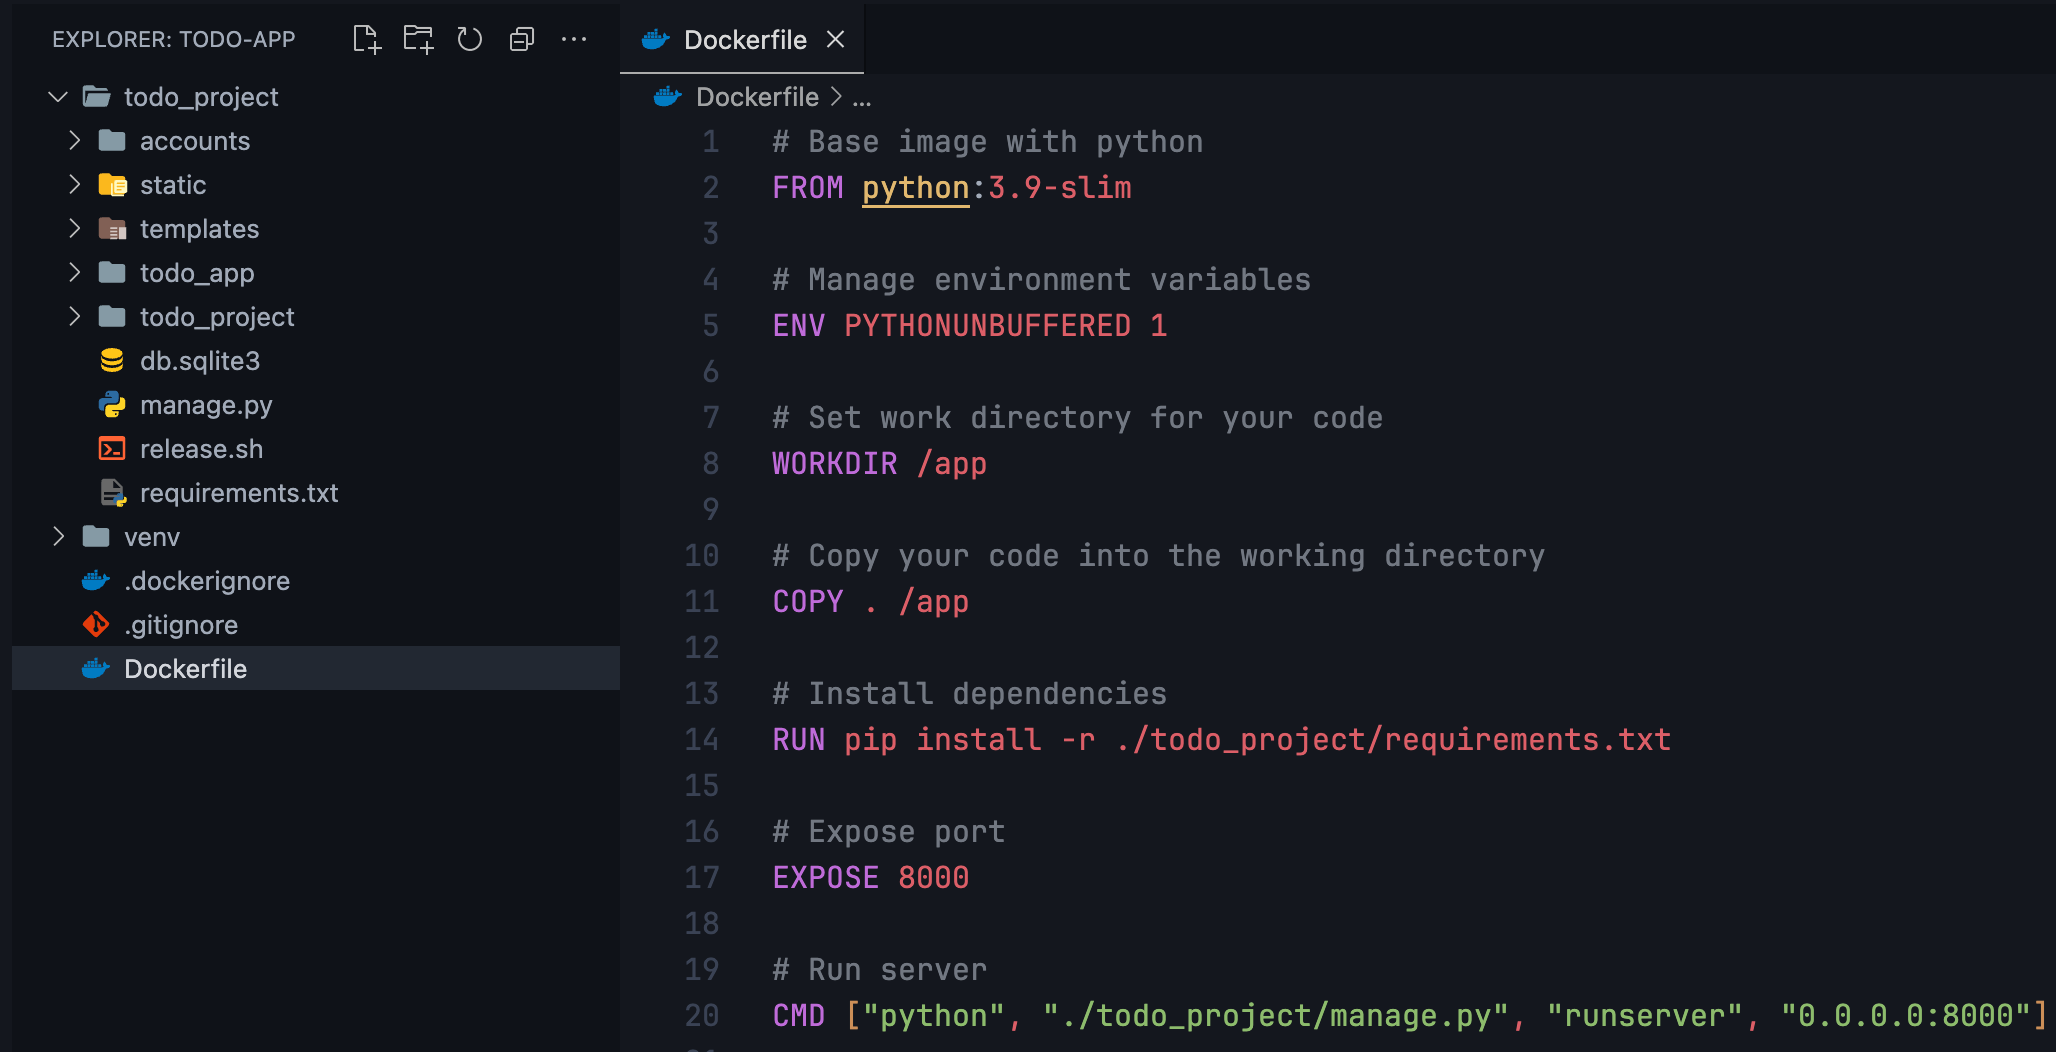 EXPLORER: TODO-APP
todo_project
accounts
static
templates
todo_app
todo_project
db.sqlite3
manage.py
release.sh
requirements.txt
venv
.dockerignore
.gitignore
Dockerfile
Dockerfile
Dockerfile > ...
1 # Base image with python
2 FROM python:3.9-slim
3
4 # Manage environment variables
5 ENV PYTHONUNBUFFERED 1
6
7 # Set work directory for your code
8 WORKDIR /app
9
10 # Copy your code into the working directory
11 COPY . /app
12
13 # Install dependencies
14 RUN pip install -r ./todo_project/requirements.txt
15
16 # Expose port
17 EXPOSE 8000
18
19 # Run server
20 CMD ["python", "./todo_project/manage.py", "runserver", "0.0.0.0:8000"]